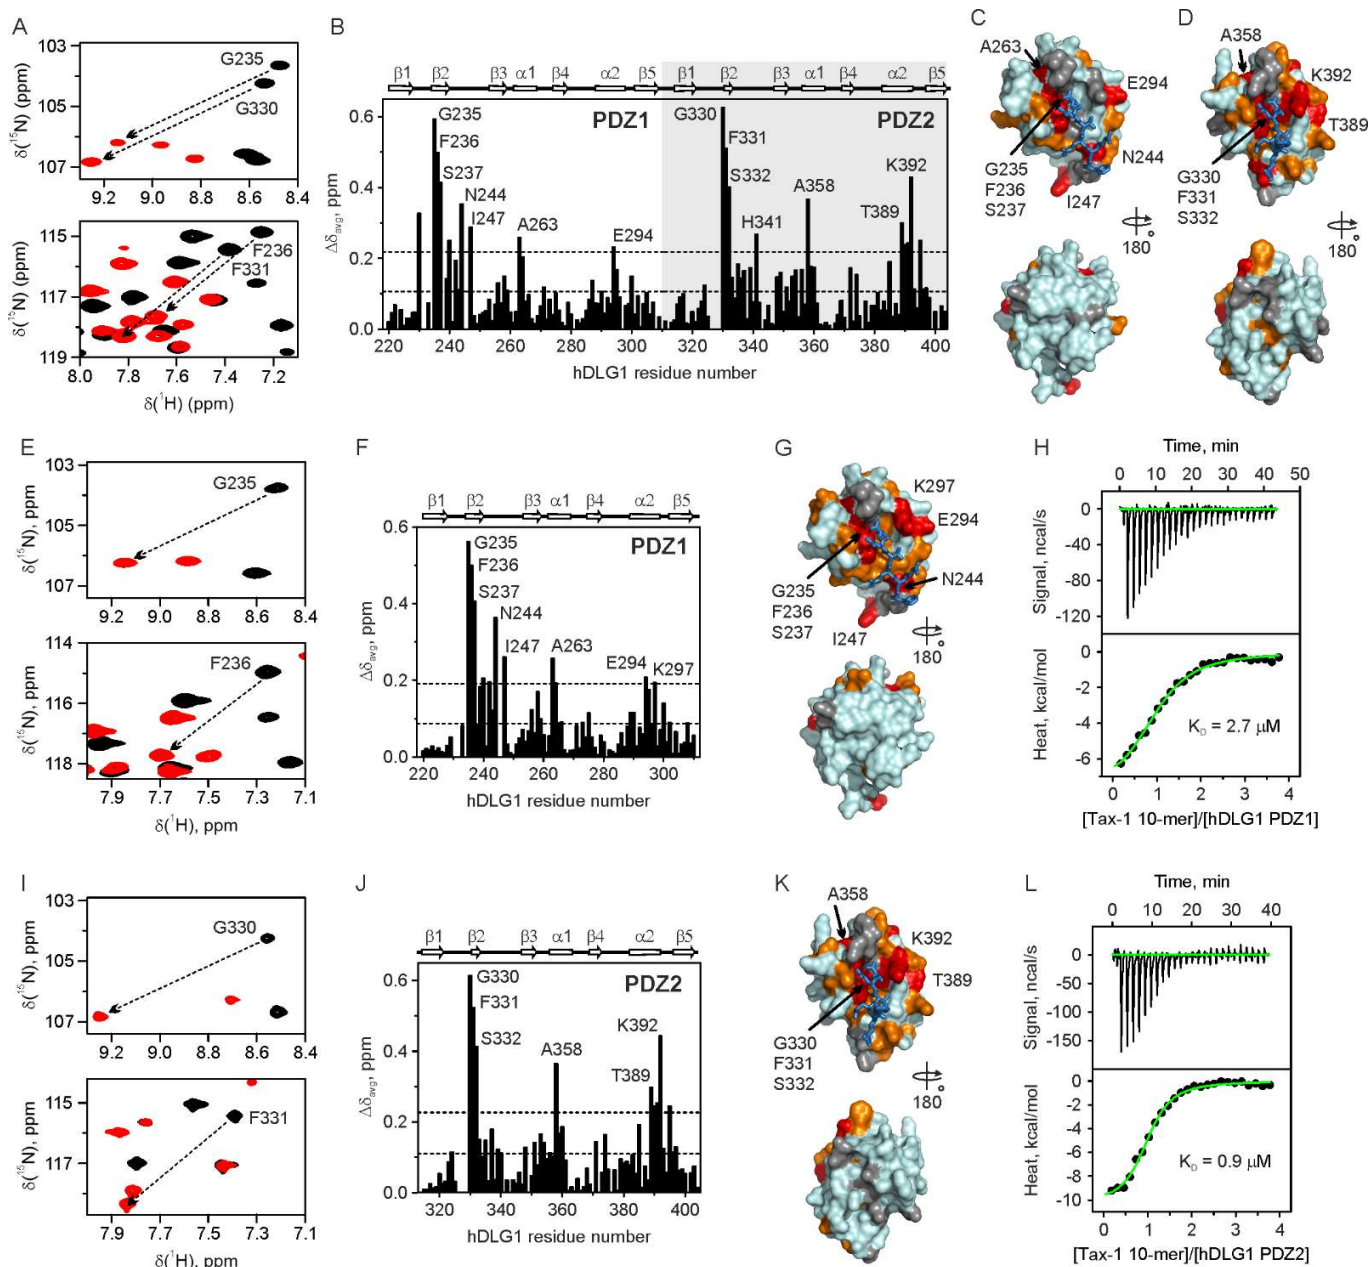 A
103
105
107
9.2
9.0
8.8
8.6
8.4
δ(¹⁵N) (ppm)
G235
G330
115
117
119
8.0
7.8
7.6
7.4
7.2
δ(¹⁵N) (ppm)
δ(¹H) (ppm)
F236
F331
B
β1 β2 β3 α1 β4 α2 β5 β1 β2 β3 α1 β4 α2 β5
PDZ1
PDZ2
G235
F236
S237
N244
I247
A263
E294
G330
F331
S332
H341
A358
K392
T389
0.6
0.4
0.2
0.0
Δδavg, ppm
220 240 260 280 300 320 340 360 380 400
hDLG1 residue number
C
A263
E294
G235
F236
S237
N244
I247
180
D
A358
K392
T389
G330
F331
S332
180
E
103
105
107
9.2 9.0 8.8 8.6 8.4
δ(¹⁵N), ppm
G235
114
116
118
7.9 7.7 7.5 7.3 7.1
δ(¹⁵N), ppm
δ(¹H), ppm
F236
F
β1 β2 β3 α1 β4 α2 β5
PDZ1
G235
F236
S237
N244
I247
A263
E294
K297
0.6
0.4
0.2
0.0
Δδavg, ppm
220 240 260 280 300
hDLG1 residue number
G
K297
E294
N244
G235
F236
S237
I247
180°
H
Time, min
0 10 20 30 40 50
0
-40
-80
-120
Signal, ncal/s
0
-2
-4
-6
Heat, kcal/mol
KD = 2.7 μM
0 1 2 3 4
[Tax-1 10-mer]/[hDLG1 PDZ1]
I
103
105
107
9.2 9.0 8.8 8.6 8.4
δ(¹⁵N), ppm
G330
115
117
7.9 7.7 7.5 7.3 7.1
δ(¹⁵N), ppm
δ(¹H), ppm
F331
J
β1 β2 β3 α1 β4 α2 β5
PDZ2
G330
F331
S332
A358
K392
T389
0.6
0.4
0.2
0.0
Δδavg, ppm
320 340 360 380 400
hDLG1 residue number
K
A358
K392
T389
G330
F331
S332
180°
L
Time, min
0 10 20 30 40
0
-50
-100
-150
Signal, ncal/s
0
-2
-4
-6
-8
-10
Heat, kcal/mol
KD = 0.9 μM
0 1 2 3 4
[Tax-1 10-mer]/[hDLG1 PDZ2]